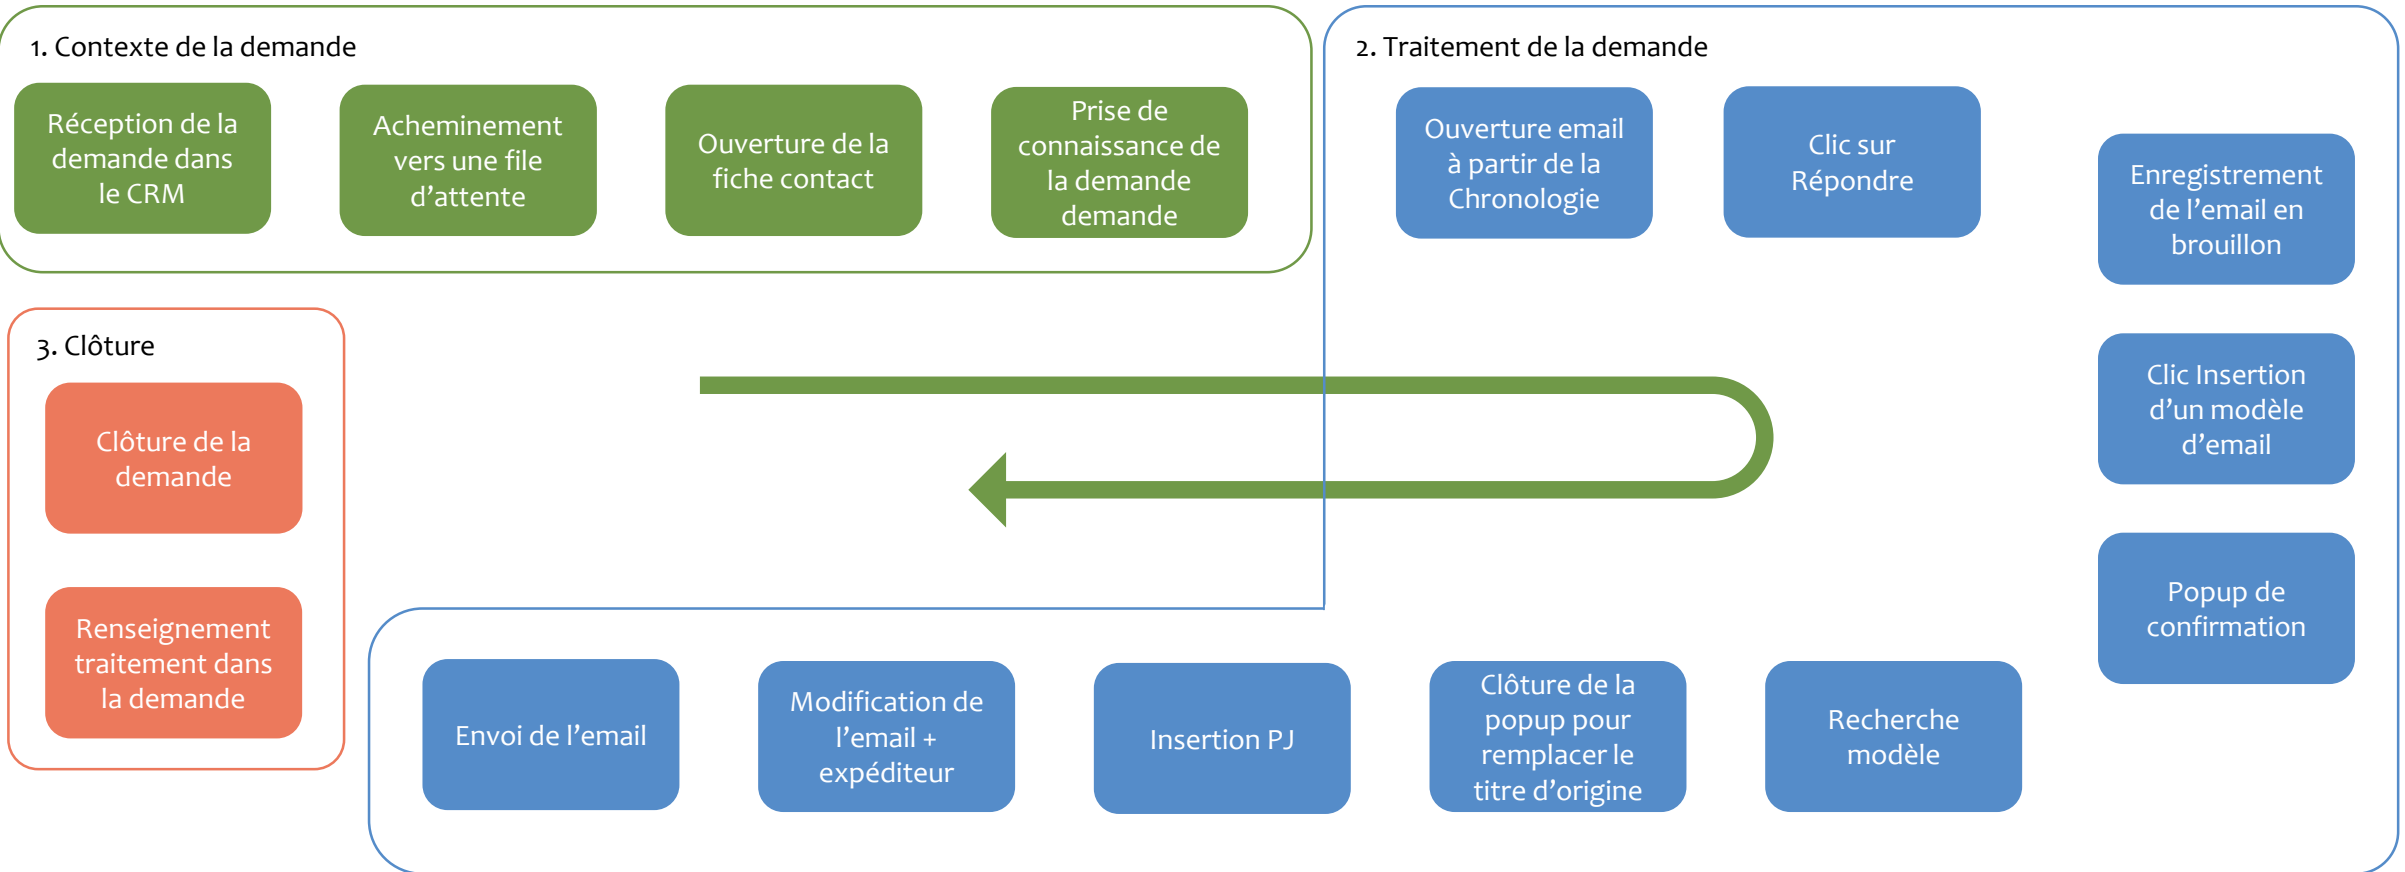 1. Contexte de la demande
Réception de la
demande dans
le CRM
Acheminement
vers une file
d’attente
Ouverture de la
fiche contact
Prise de
connaissance de
la demande
demande
2. Traitement de la demande
Ouverture email
à partir de la
Chronologie
Clic sur
Répondre
Enregistrement
de l’email en
brouillon
Clic Insertion
d’un modèle
d’email
Popup de
confirmation
Recherche
modèle
Clôture de la
popup pour
remplacer le
titre d’origine
Insertion PJ
Modification de
l’email +
expéditeur
Envoi de l’email
3. Clôture
Clôture de la
demande
Renseignement
traitement dans
la demande